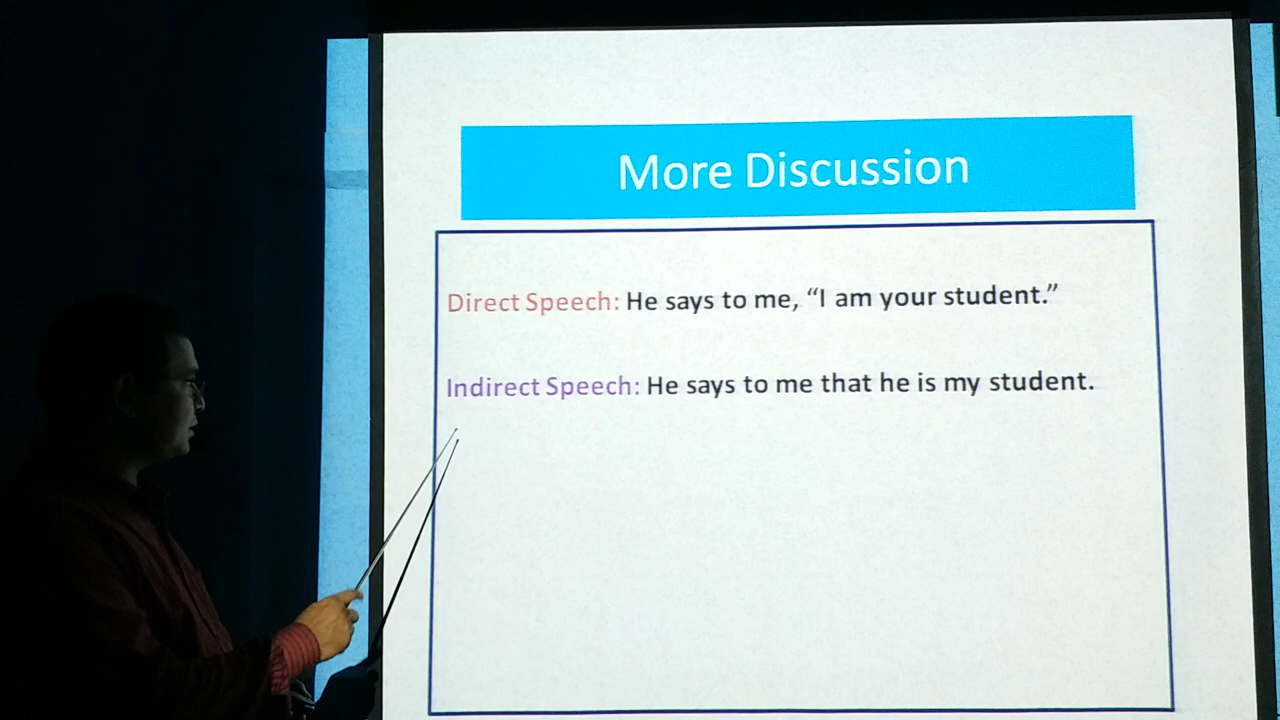 More Discussion
Direct Speech: He says to me, “I am your student.”
Indirect Speech: He says to me that he is my student.